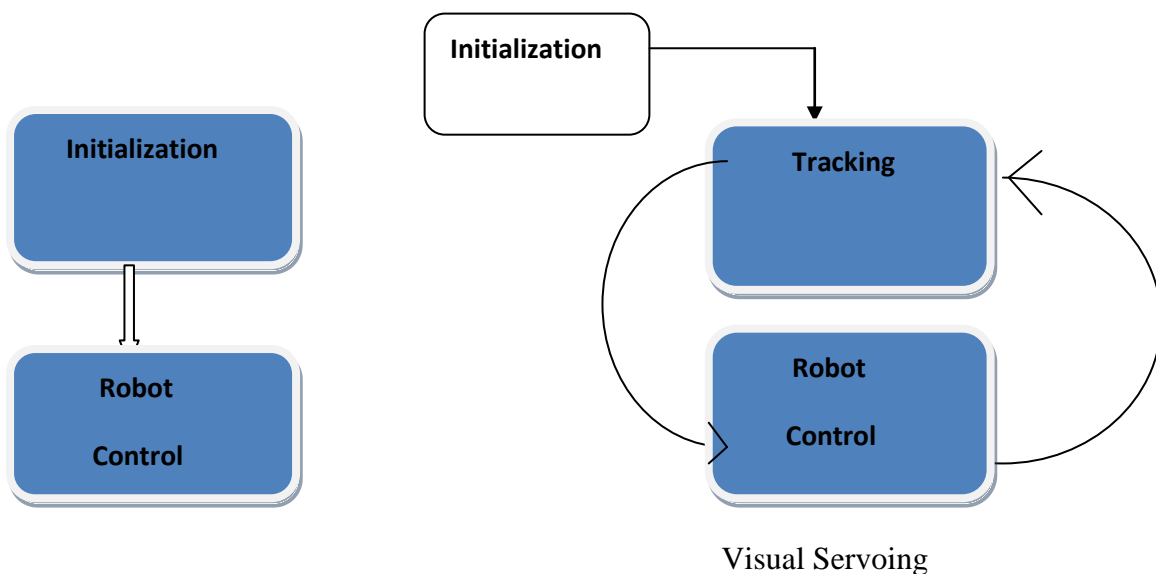 Initialization
Robot
Control
Initialization
Tracking
Robot
Control
Visual Servoing